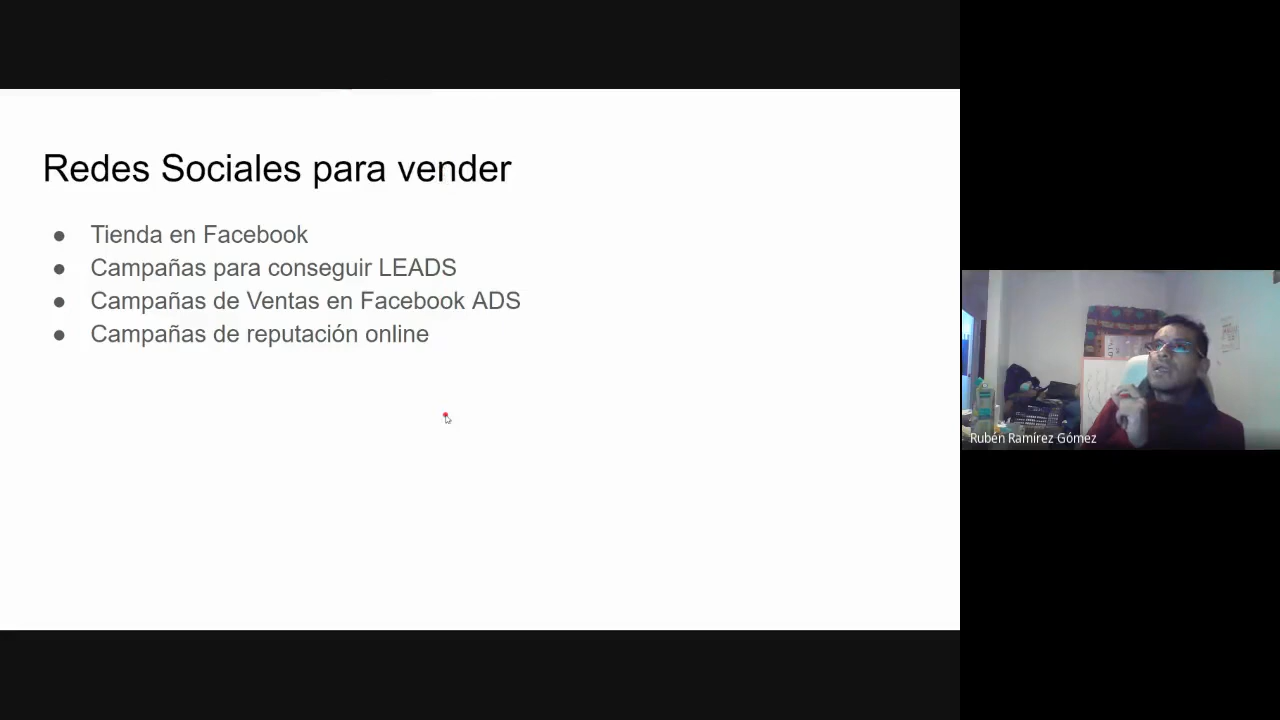 Redes Sociales para vender
● Tienda en Facebook
● Campañas para conseguir LEADS
● Campañas de Ventas en Facebook ADS
● Campañas de reputación online
Rubén Ramírez Gómez